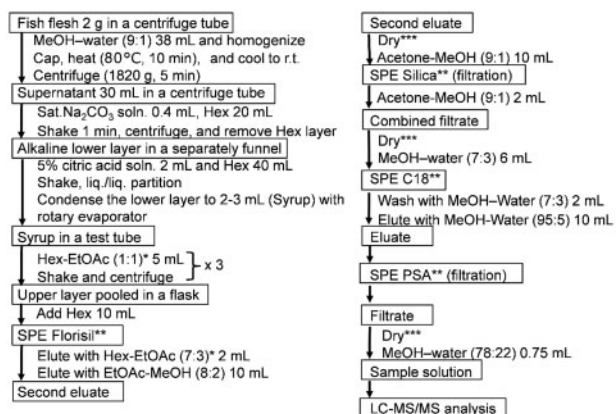 Fish flesh 2 g in a centrifuge tube
MeOH–water (9:1) 38 mL and homogenize
Cap, heat (80°C, 10 min), and cool to r.t.
Centrifuge (1820 g, 5 min)
Supernatant 30 mL in a centrifuge tube
Sat.Na₂CO₃ soln. 0.4 mL, Hex 20 mL
Shake 1 min, centrifuge, and remove Hex layer
Alkaline lower layer in a separately funnel
5% citric acid soln. 2 mL and Hex 40 mL
Shake, liq./liq. partition
Condense the lower layer to 2-3 mL (Syrup) with
rotary evaporator
Syrup in a test tube
Hex-EtOAc (1:1)* 5 mL
Shake and centrifuge
x 3
Upper layer pooled in a flask
Add Hex 10 mL
SPE Florisil**
Elute with Hex-EtOAc (7:3)* 2 mL
Elute with EtOAc-MeOH (8:2) 10 mL
Second eluate
Second eluate
Dry***
Acetone-MeOH (9:1) 10 mL
SPE Silica** (filtration)
Acetone-MeOH (9:1) 2 mL
Combined filtrate
Dry***
MeOH–water (7:3) 6 mL
SPE C18**
Wash with MeOH–Water (7:3) 2 mL
Elute with MeOH-Water (95:5) 10 mL
Eluate
SPE PSA** (filtration)
Filtrate
Dry***
MeOH–water (78:22) 0.75 mL
Sample solution
LC-MS/MS analysis